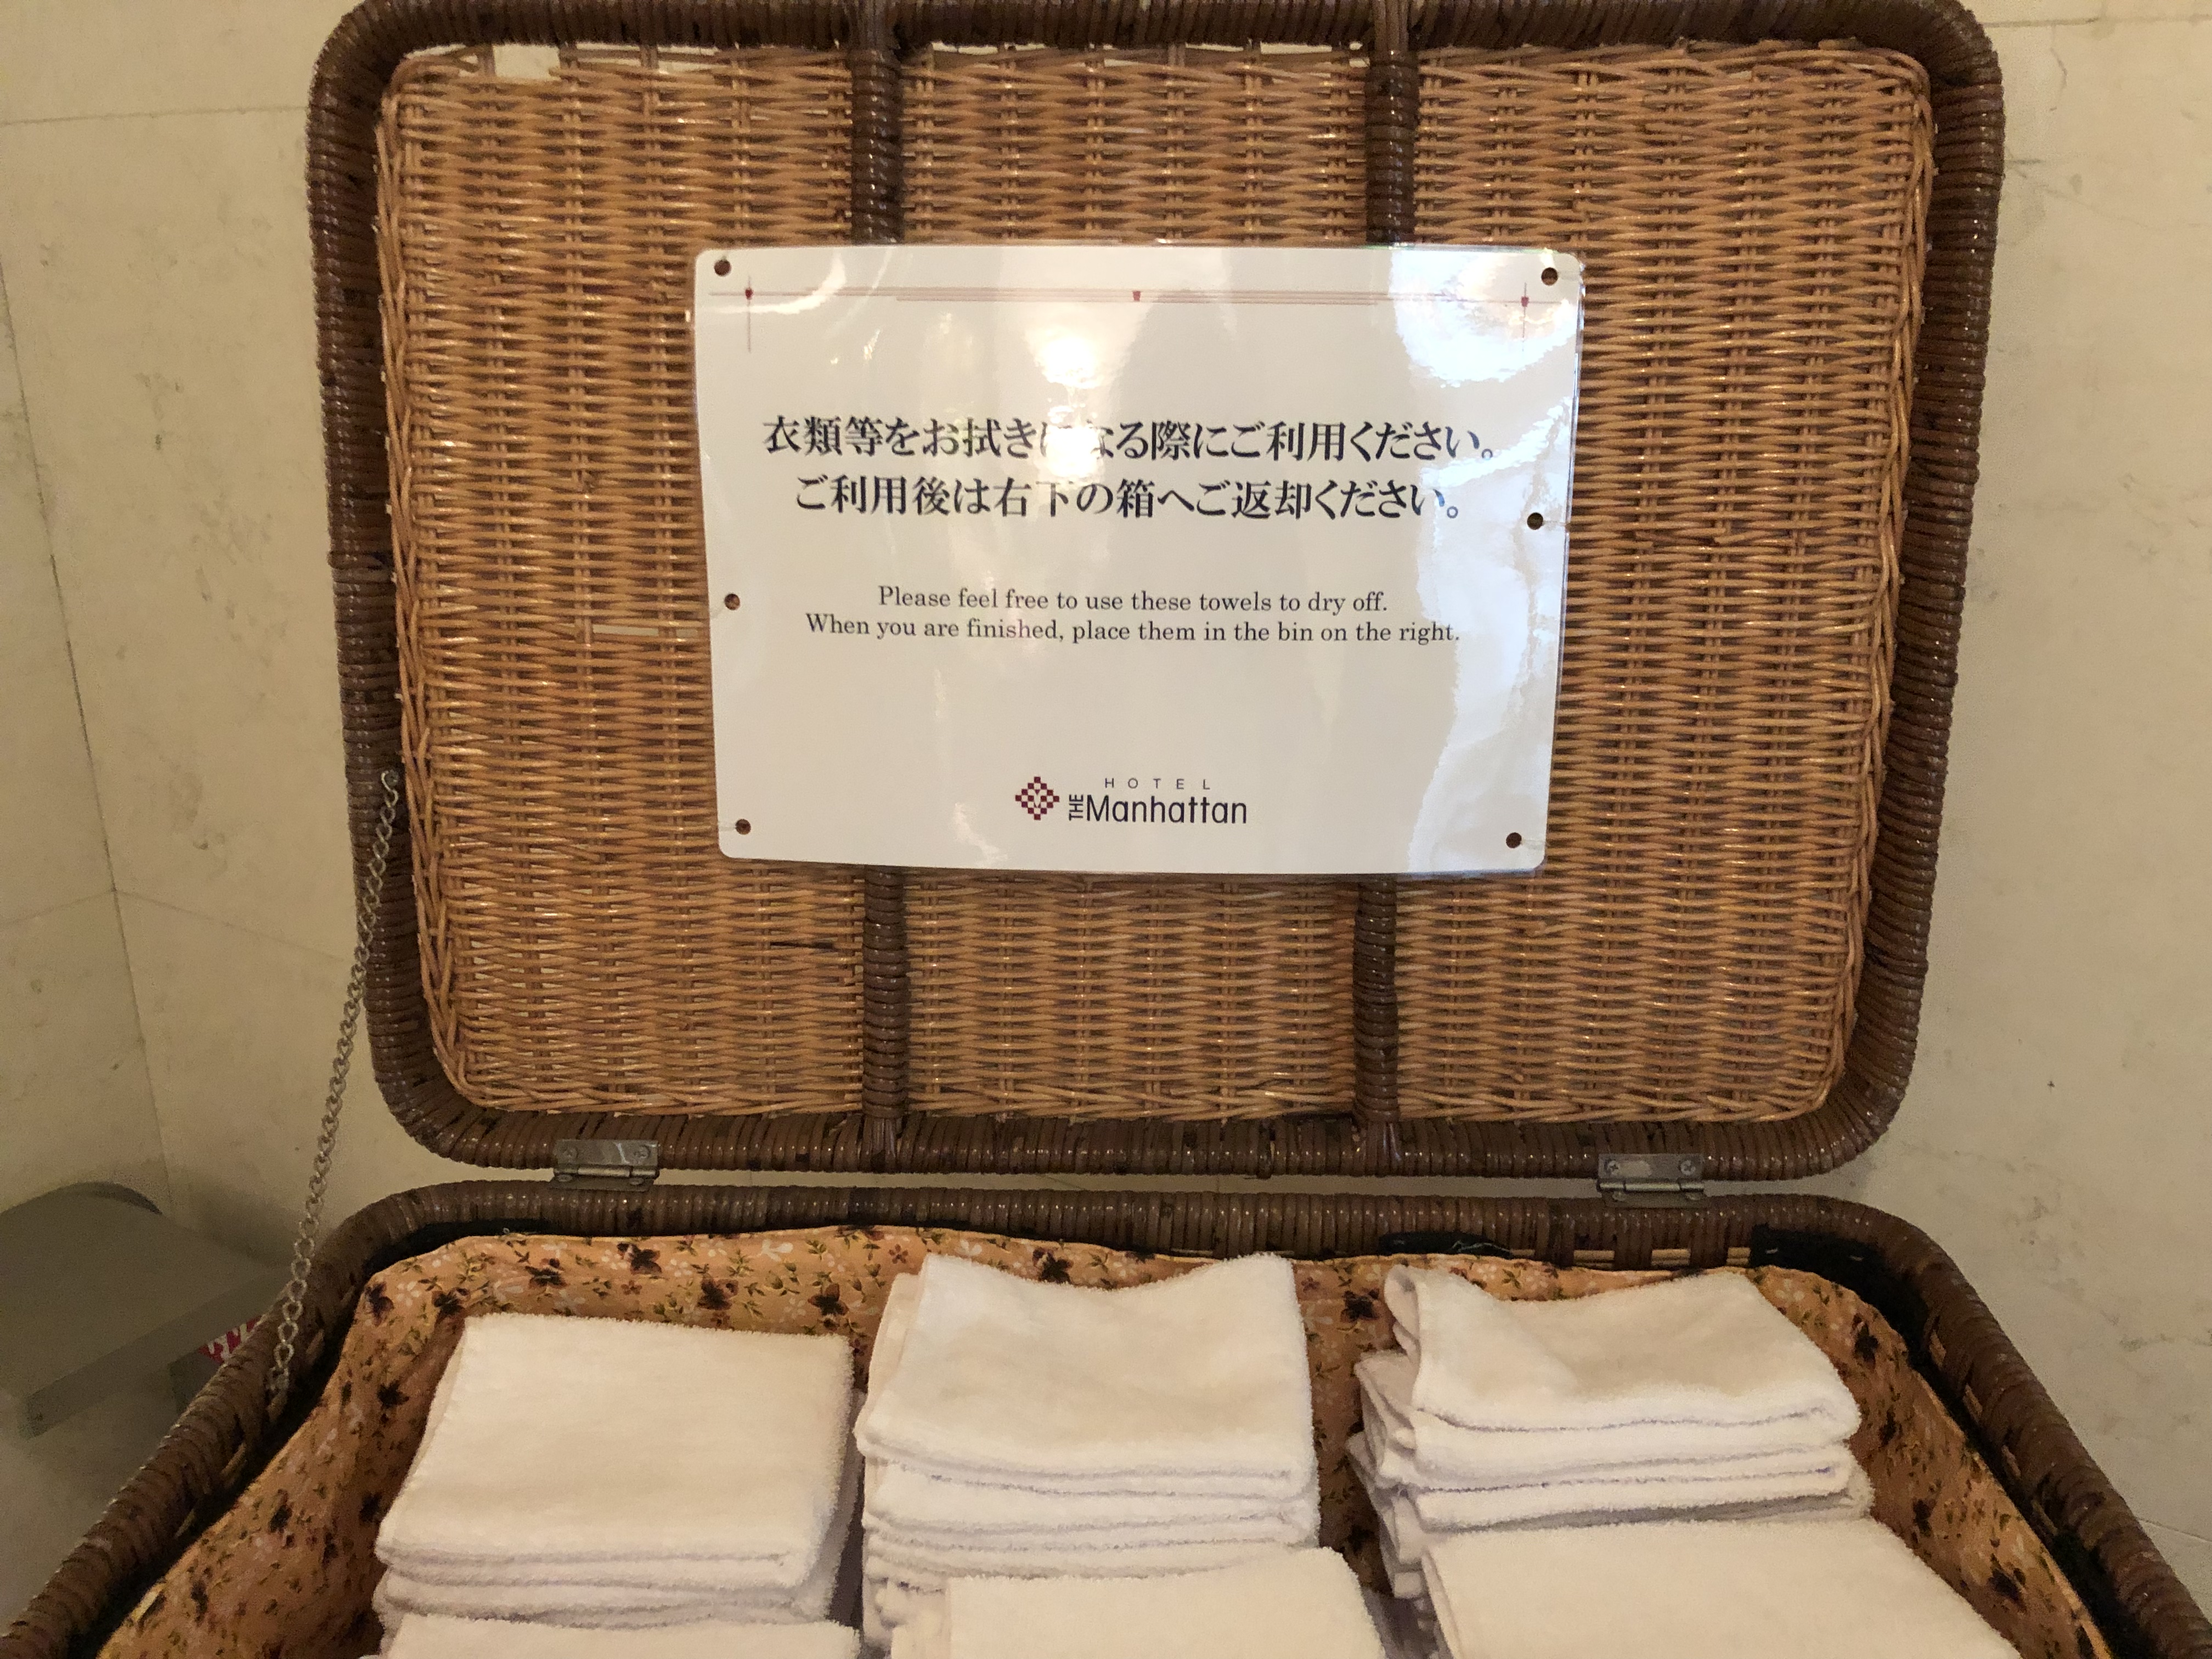 衣類等をお拭きになる際にご利用ください。
ご利用後は右下の箱へご返却ください。
Please feel free to use these towels to dry off.
When you are finished, place them in the bin on the right.
HOTEL
THE Manhattan